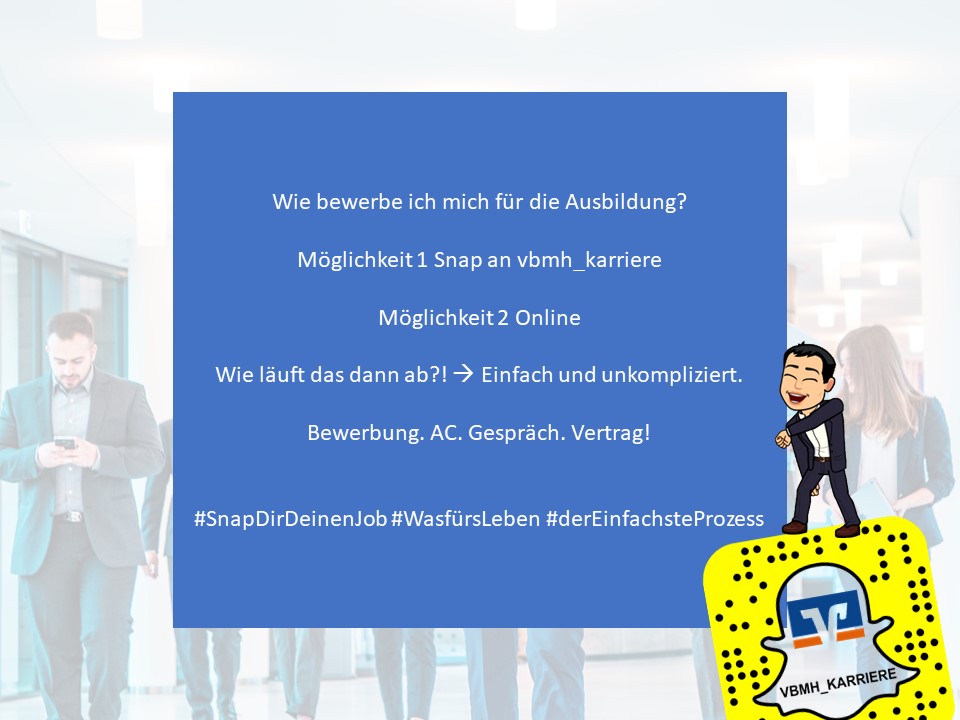 Wie bewerbe ich mich für die Ausbildung?
Möglichkeit 1 Snap an vbmh_karriere
Möglichkeit 2 Online
Wie läuft das dann ab?! → Einfach und unkompliziert.
Bewerbung. AC. Gespräch. Vertrag!
#SnapDirDeinenJob #WasfürsLeben #derEinfachsteProzess
VBMH_KARRIERE